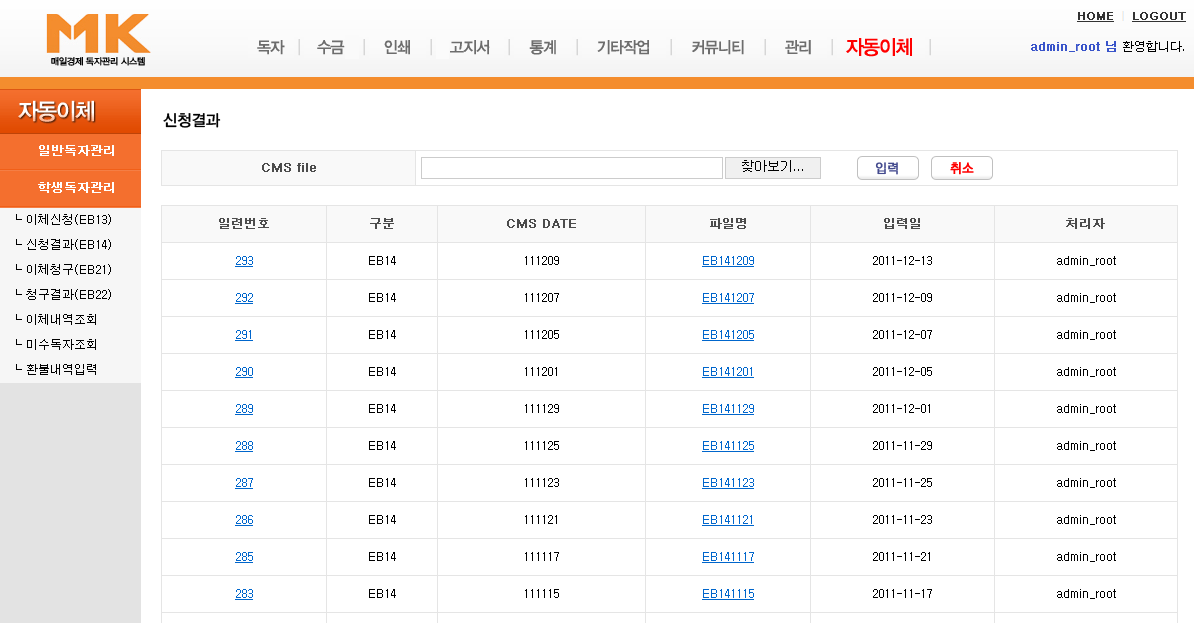 HOME | LOGOUT
MK
매일경제 독자관리 시스템
독자 | 수금 | 인쇄 | 고지서 | 통계 | 기타작업 | 커뮤니티 | 관리 | 자동이체 |
admin_root 님 환영합니다.
자동이체
일반독자관리
학생독자관리
└ 이체신청(EB13)
└ 신청결과(EB14)
└ 이체청구(EB21)
└ 청구결과(EB22)
└ 이체내역조회
└ 미수독자조회
└ 환불내역입력
신청결과
CMS file 찾아보기... 입력 취소
일련번호 구분 CMS DATE 파일명 입력일 처리자
293 EB14 111209 EB141209 2011-12-13 admin_root
292 EB14 111207 EB141207 2011-12-09 admin_root
291 EB14 111205 EB141205 2011-12-07 admin_root
290 EB14 111201 EB141201 2011-12-05 admin_root
289 EB14 111129 EB141129 2011-12-01 admin_root
288 EB14 111125 EB141125 2011-11-29 admin_root
287 EB14 111123 EB141123 2011-11-25 admin_root
286 EB14 111121 EB141121 2011-11-23 admin_root
285 EB14 111117 EB141117 2011-11-21 admin_root
283 EB14 111115 EB141115 2011-11-17 admin_root